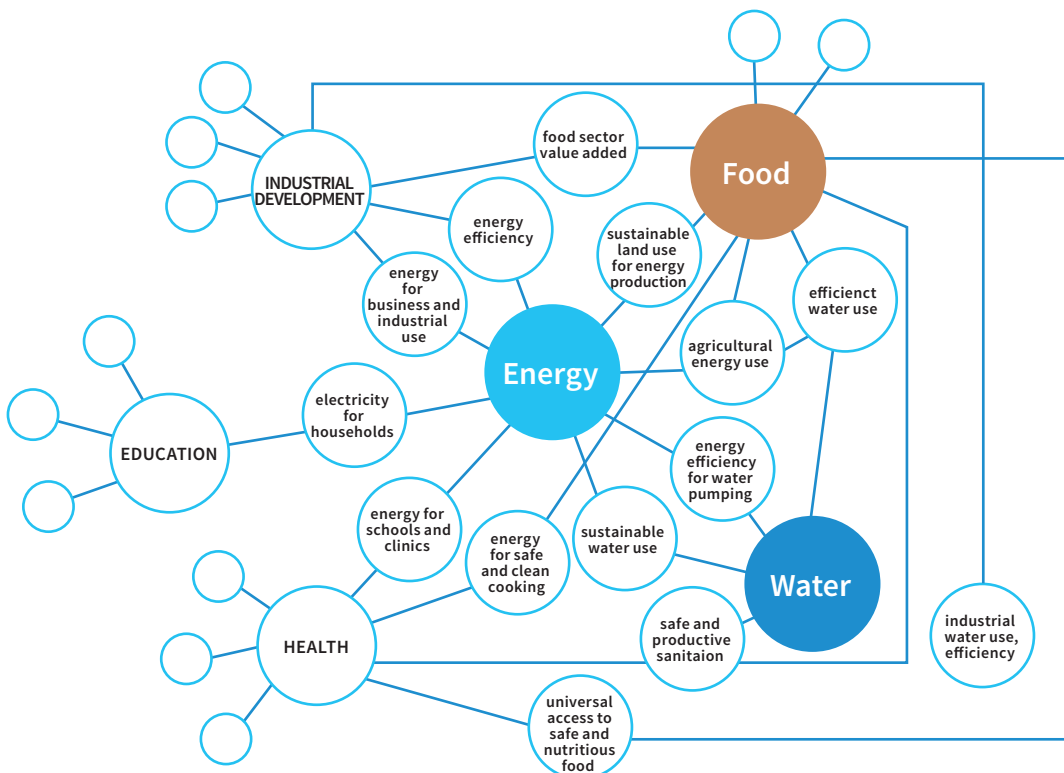 food sector
value added
Food
INDUSTRIAL
DEVELOPMENT
energy
efficiency
sustainable
land use
for energy
production
energy
for
business and
industrial
use
efficienct
water use
agricultural
energy use
Energy
electricity
for
households
EDUCATION
energy
efficiency
for water
pumping
energy for
schools and
clinics
energy
for safe
and clean
cooking
sustainable
water use
Water
safe and
productive
sanitaion
industrial
water use,
efficiency
HEALTH
universal
access to
safe and
nutritious
food